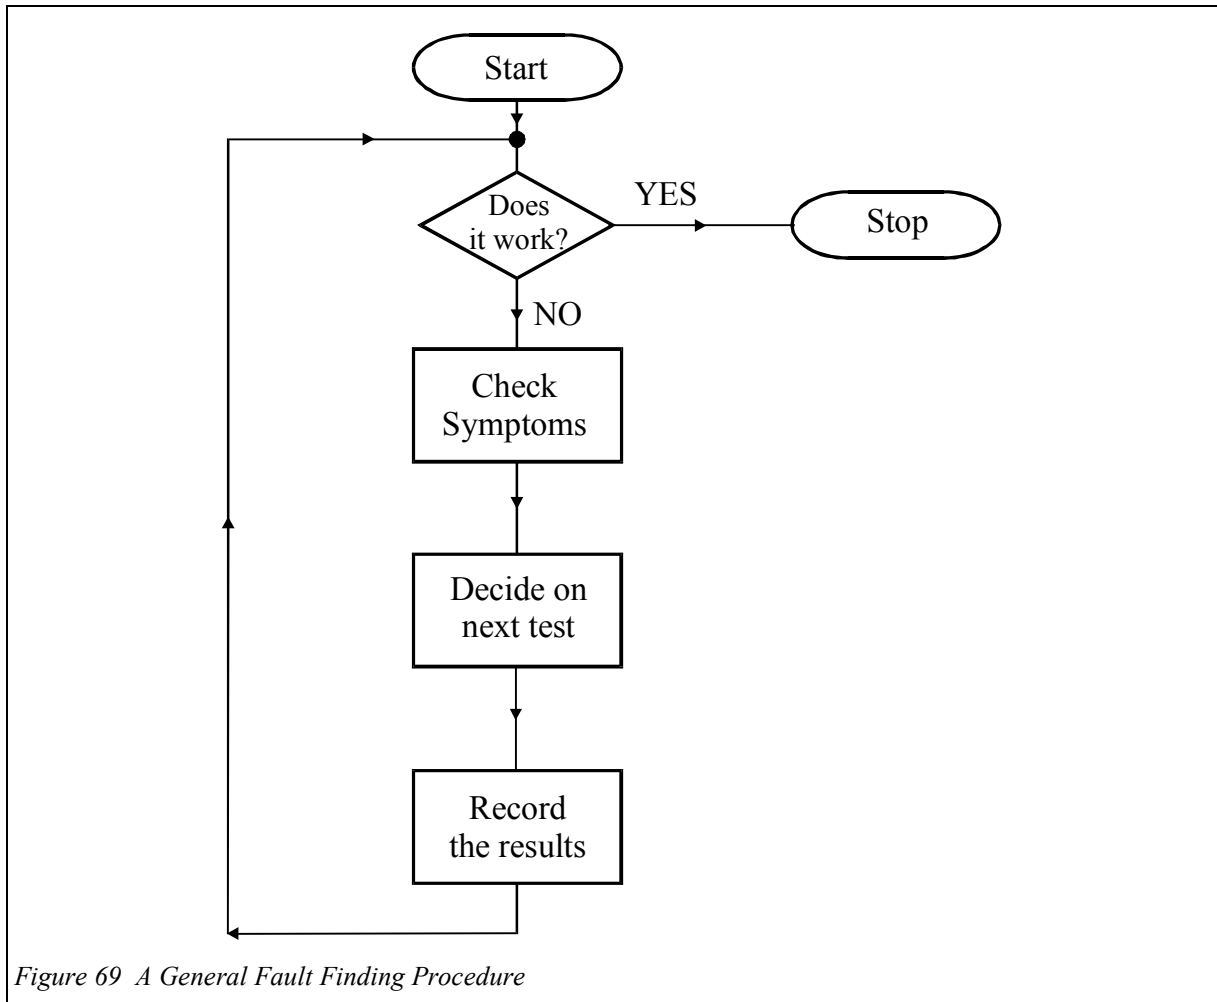 Start
Does
it work?
YES
Stop
NO
Check
Symptoms
Decide on
next test
Record
the results
Figure 69 A General Fault Finding Procedure